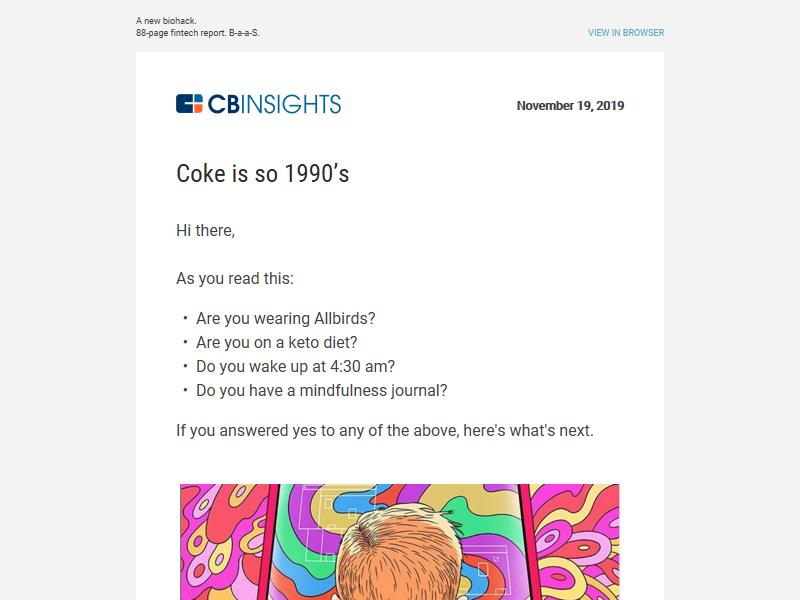 A new biohack.
88-page fintech report. B-a-a-S.
VIEW IN BROWSER
CBINSIGHTS
November 19, 2019
Coke is so 1990’s
Hi there,
As you read this:
• Are you wearing Allbirds?
• Are you on a keto diet?
• Do you wake up at 4:30 am?
• Do you have a mindfulness journal?
If you answered yes to any of the above, here's what's next.